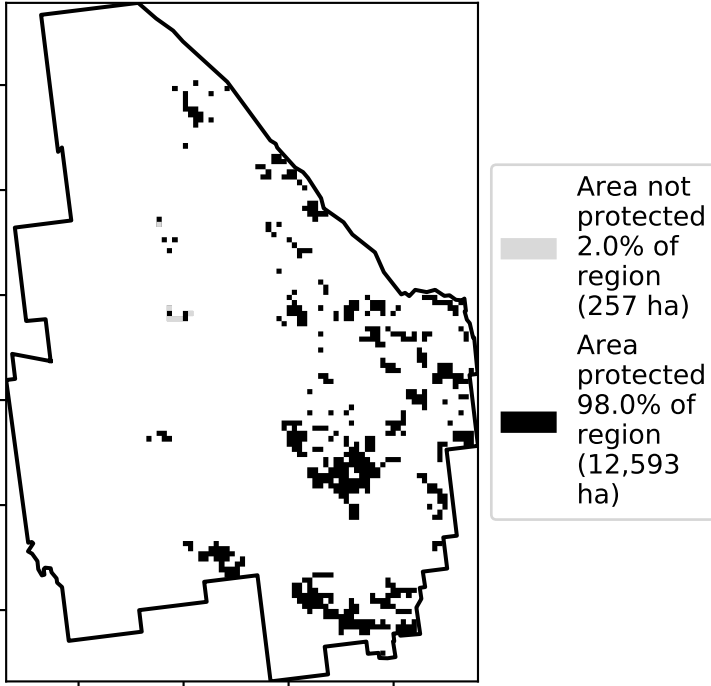 Area not
protected
2.0% of
region
(257 ha)
Area
protected
98.0% of
region
(12,593
ha)